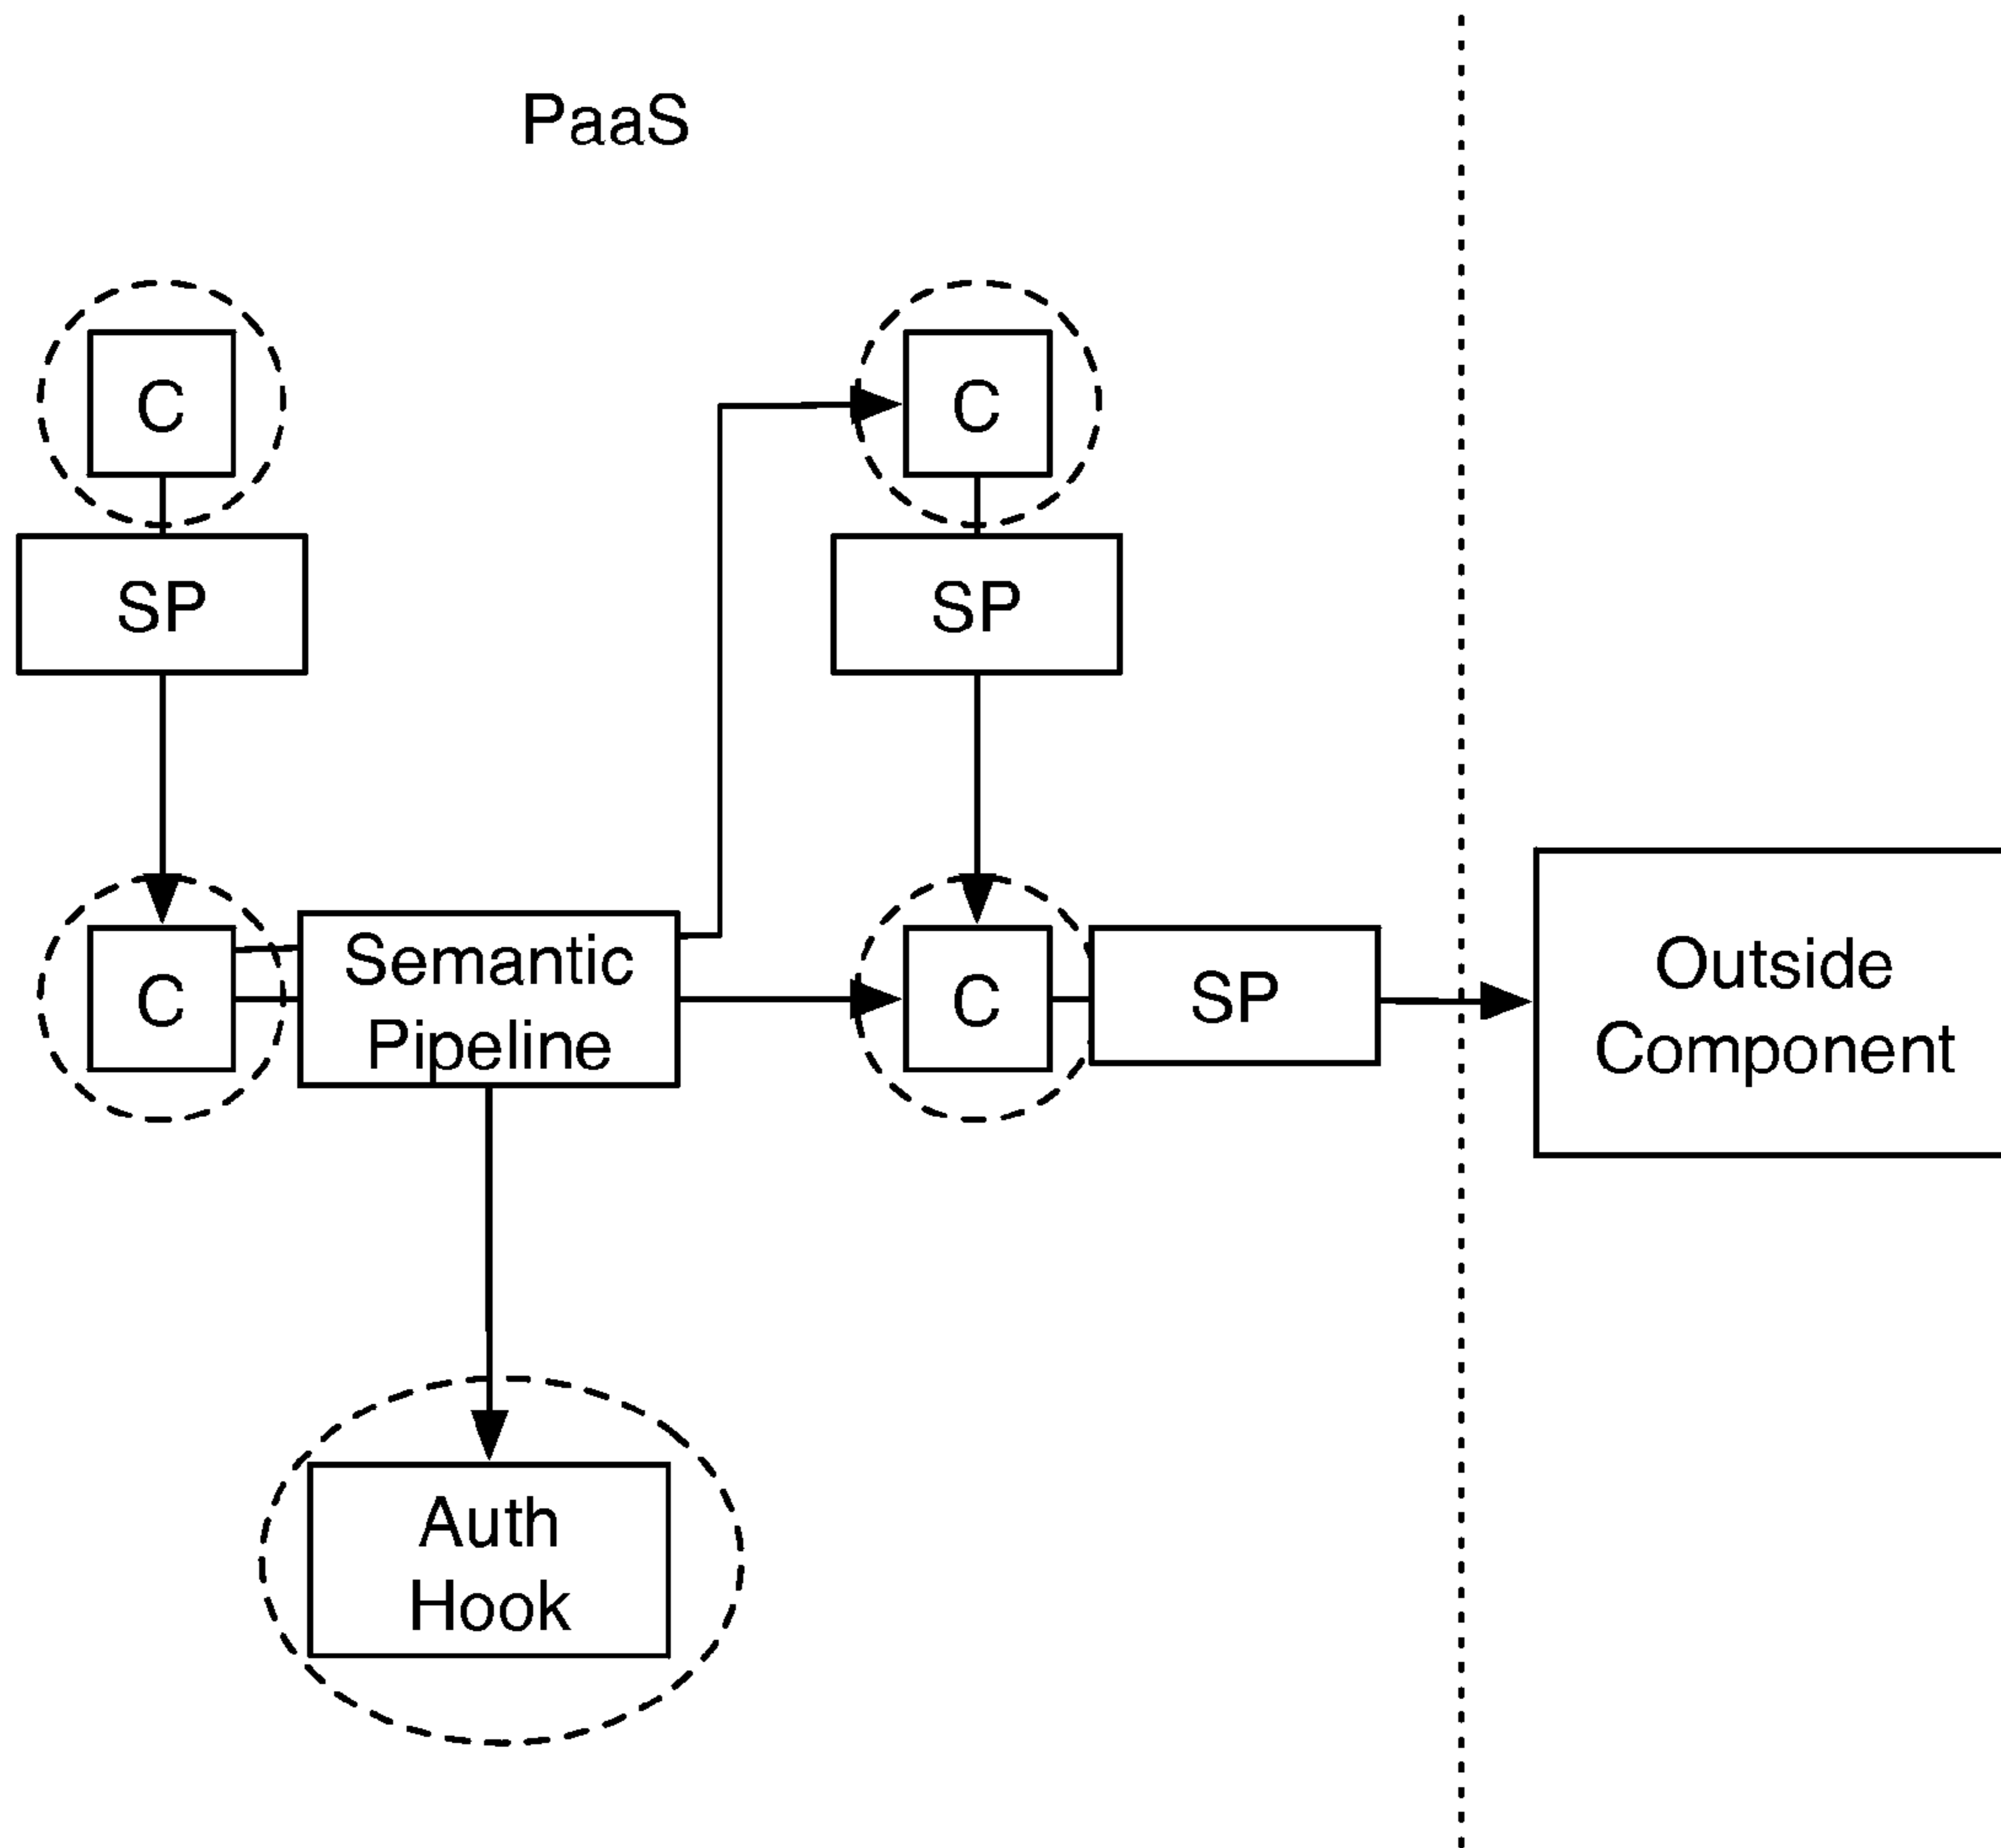 PaaS
C
C
SP
SP
C
Semantic
Pipeline
C
SP
Outside
Component
Auth
Hook